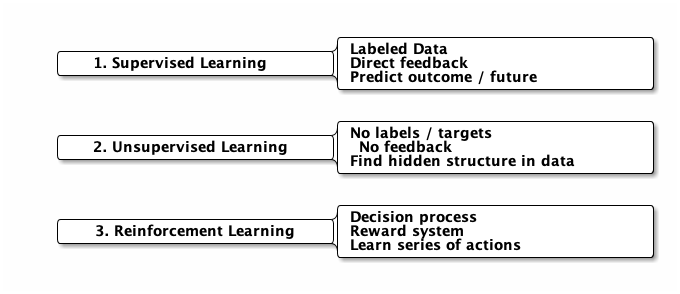 1. Supervised Learning
Labeled Data
Direct feedback
Predict outcome / future
2. Unsupervised Learning
No labels / targets
No feedback
Find hidden structure in data
3. Reinforcement Learning
Decision process
Reward system
Learn series of actions